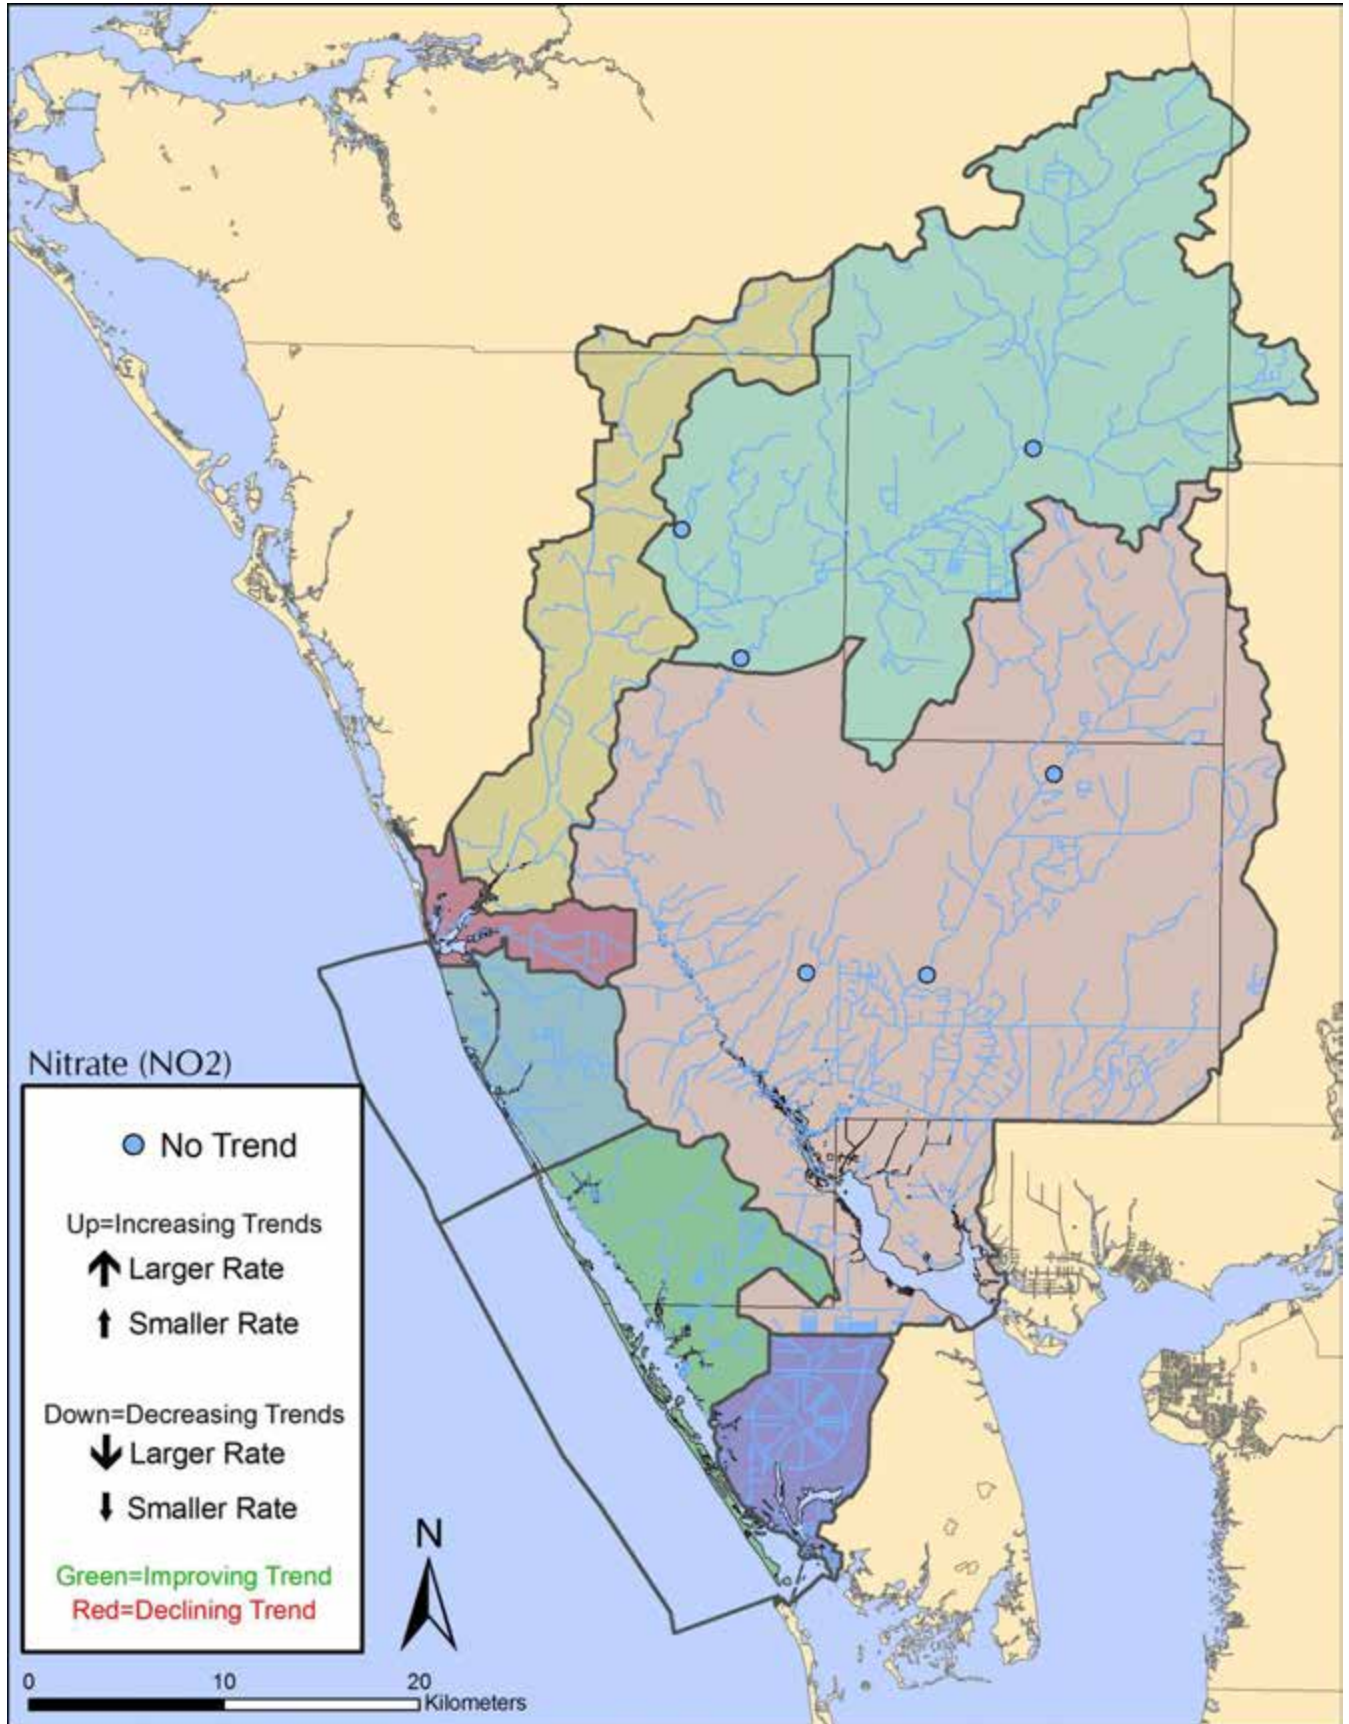 Nitrate (NO2)
No Trend
Up=Increasing Trends
Larger Rate
Smaller Rate
Down=Decreasing Trends
Larger Rate
Smaller Rate
Green=Improving Trend
Red=Declining Trend
N
0 10 20
Kilometers